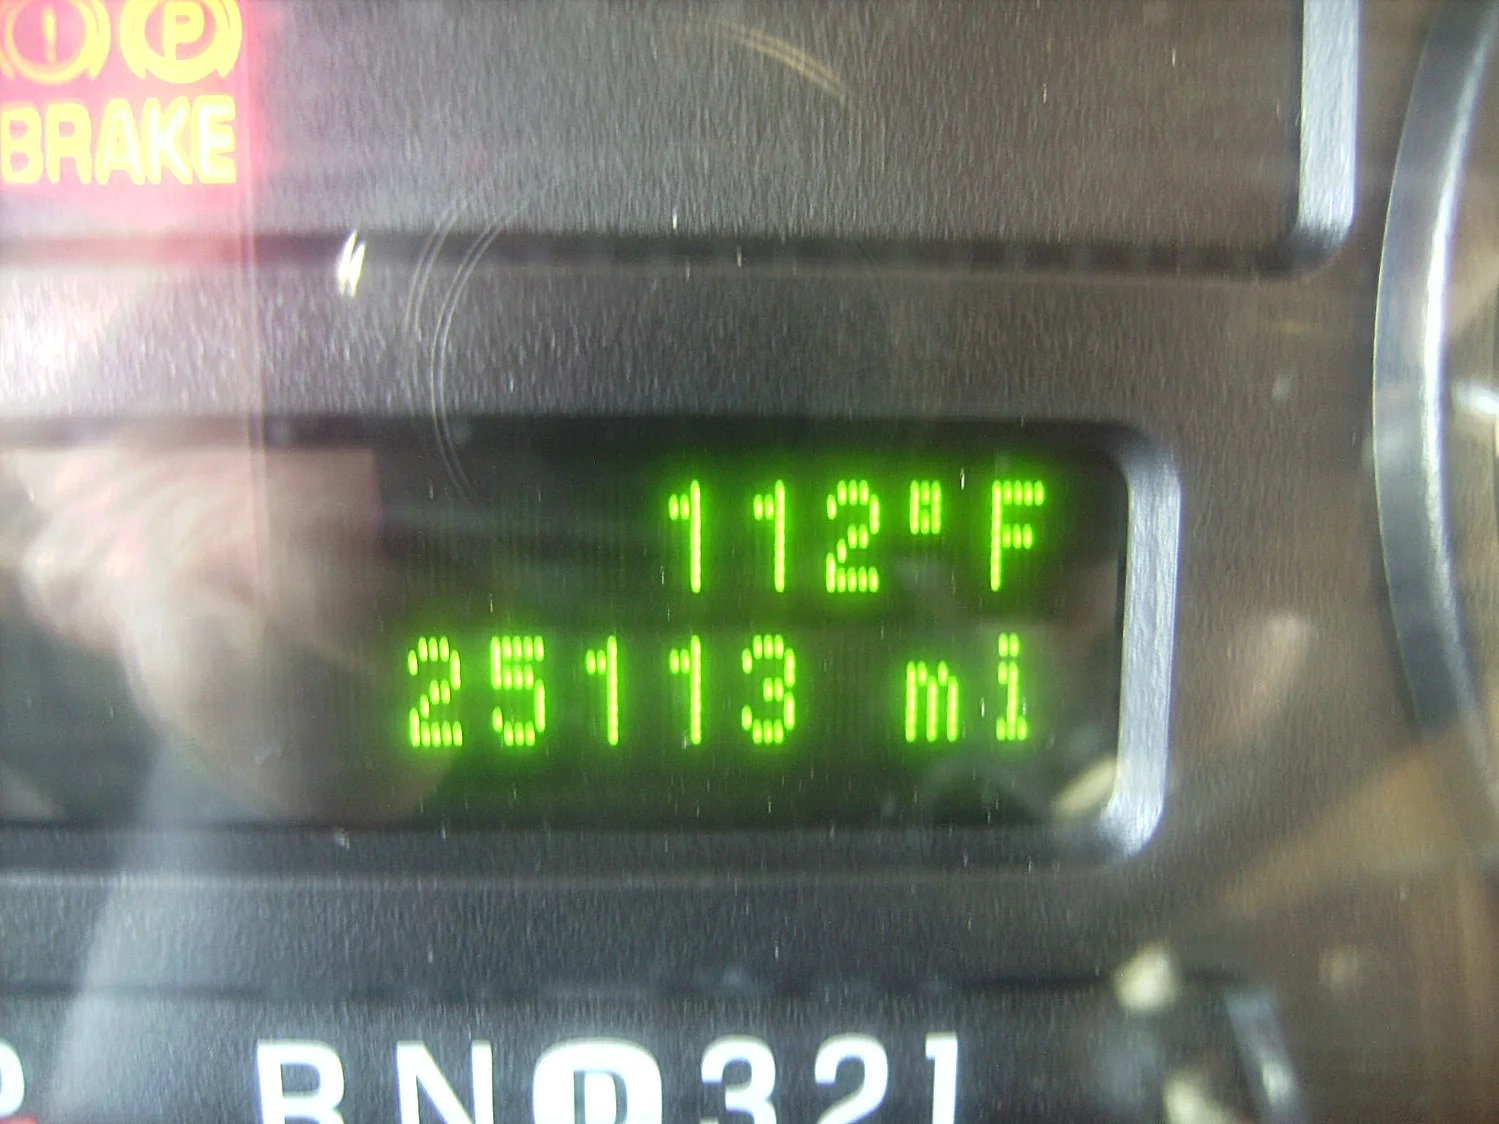 ! P
BRAKE
112°F
25113 mi
P R N D 3 2 1